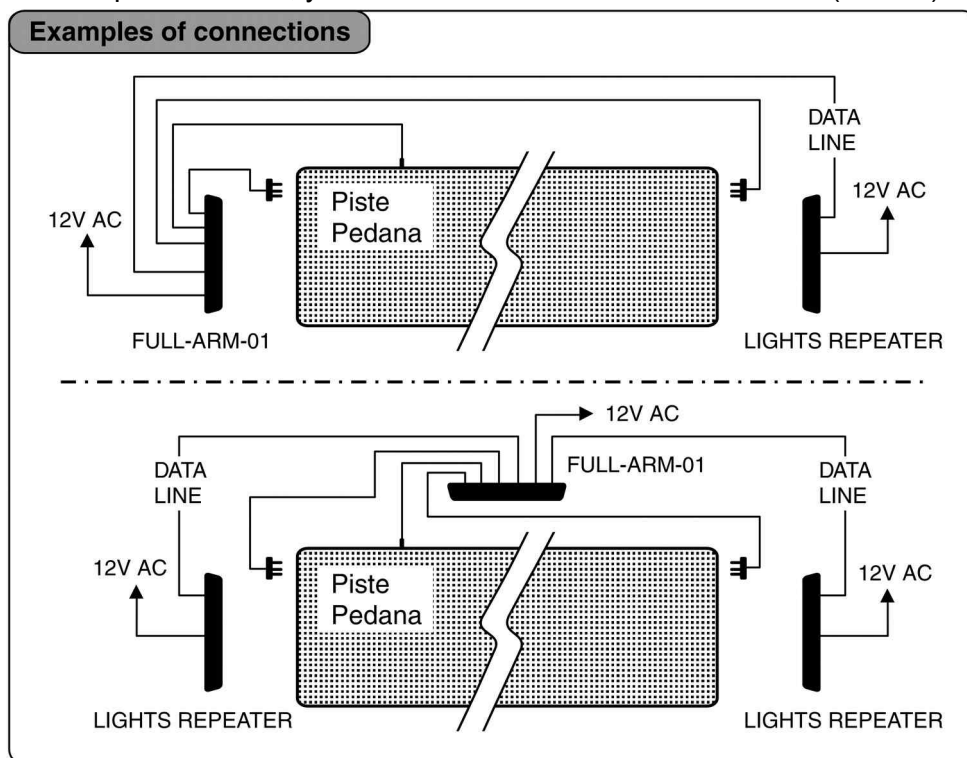 Examples of connections
DATA
LINE
Piste
Pedana
12V AC
12V AC
FULL-ARM-01
LIGHTS REPEATER
12V AC
FULL-ARM-01
DATA
LINE
DATA
LINE
12V AC
Piste
Pedana
12V AC
LIGHTS REPEATER
LIGHTS REPEATER